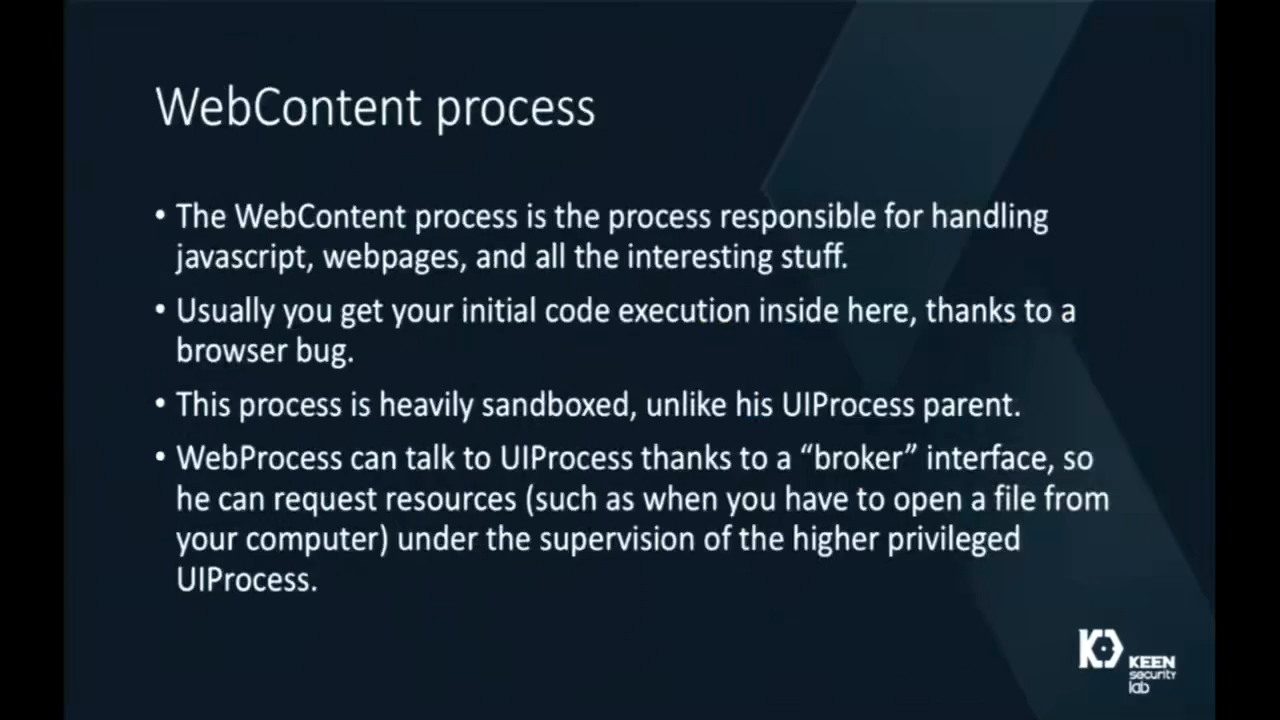 WebContent process
• The WebContent process is the process responsible for handling
javascript, webpages, and all the interesting stuff.
• Usually you get your initial code execution inside here, thanks to a
browser bug.
• This process is heavily sandboxed, unlike his UIProcess parent.
• WebProcess can talk to UIProcess thanks to a “broker” interface, so
he can request resources (such as when you have to open a file from
your computer) under the supervision of the higher privileged
UIProcess.
KEEN
security
lab